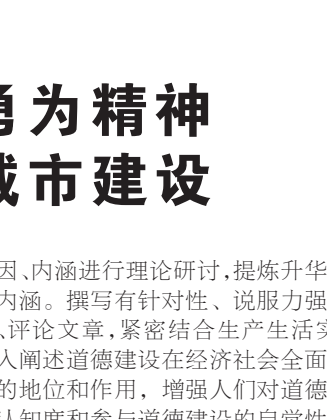 勇为精神
城市建设
因、内涵进行理论研讨,提炼升华
内涵。撰写有针对性、说服力强
、评论文章,紧密结合生产生活实
人阐述道德建设在经济社会全面
的地位和作用，增强人们对道德
认知度和参与道德建设的自觉性